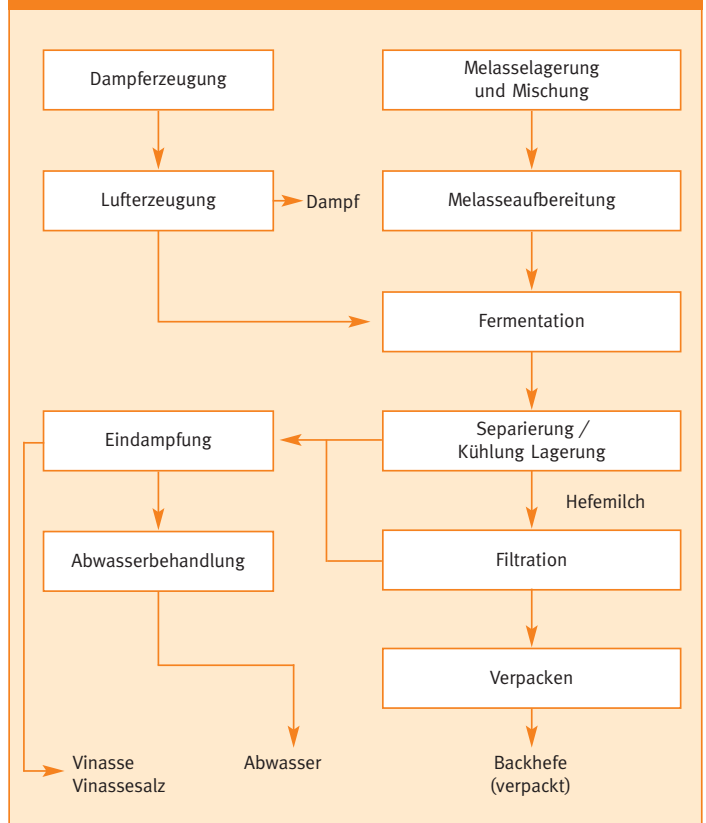 Dampferzeugung
Melasselagerung
und Mischung
Lufterzeugung
Dampf
Melasseaufbereitung
Fermentation
Eindampfung
Separierung /
Kühlung Lagerung
Hefemilch
Abwasserbehandlung
Filtration
Verpacken
Vinasse
Vinassesalz
Abwasser
Backhefe
(verpackt)